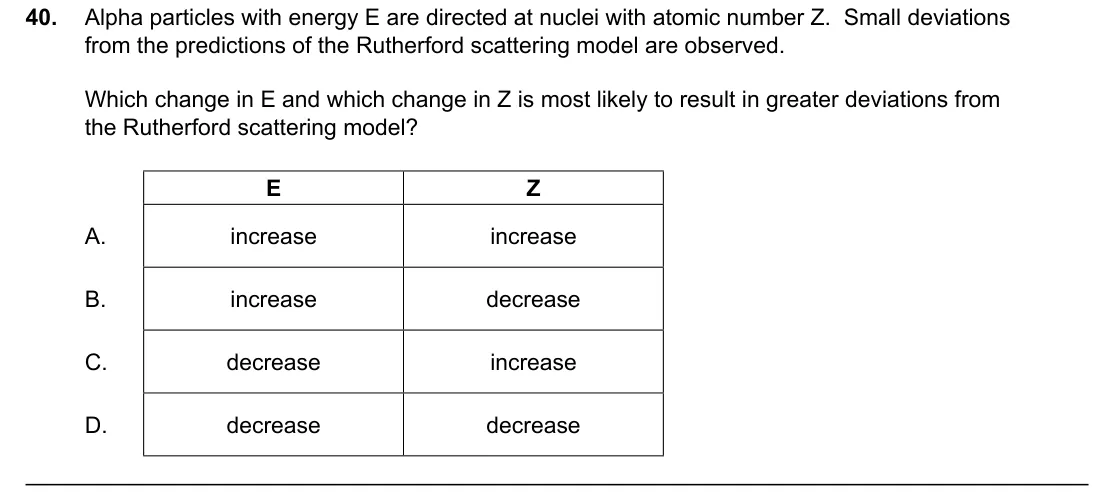 40. Alpha particles with energy E are directed at nuclei with atomic number Z. Small deviations
from the predictions of the Rutherford scattering model are observed.
Which change in E and which change in Z is most likely to result in greater deviations from
the Rutherford scattering model?
E Z
A. increase increase
B. increase decrease
C. decrease increase
D. decrease decrease